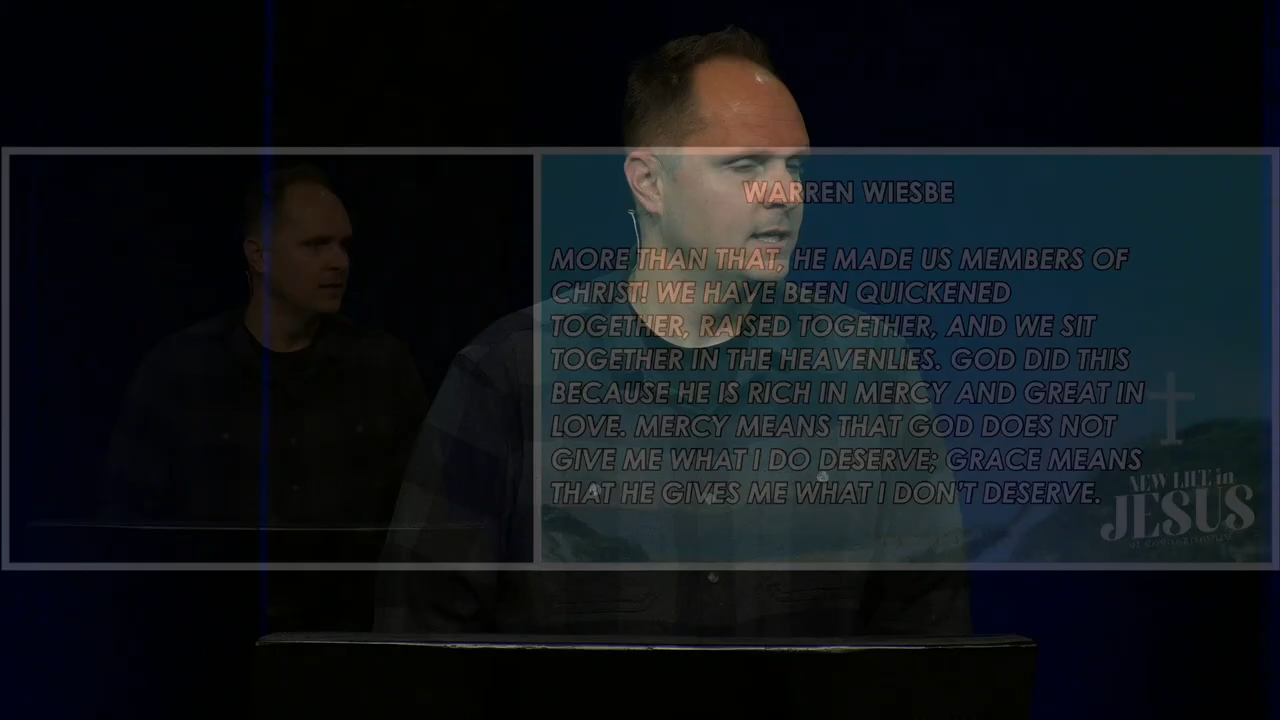 WARREN WIESBE
MORE THAN THAT, HE MADE US MEMBERS OF
CHRIST! WE HAVE BEEN QUICKENED
TOGETHER, RAISED TOGETHER, AND WE SIT
TOGETHER IN THE HEAVENLIES. GOD DID THIS
BECAUSE HE IS RICH IN MERCY AND GREAT IN
LOVE. MERCY MEANS THAT GOD DOES NOT
GIVE ME WHAT I DO DESERVE; GRACE MEANS
THAT HE GIVES ME WHAT I DON'T DESERVE.
NEW LIFE in
JESUS